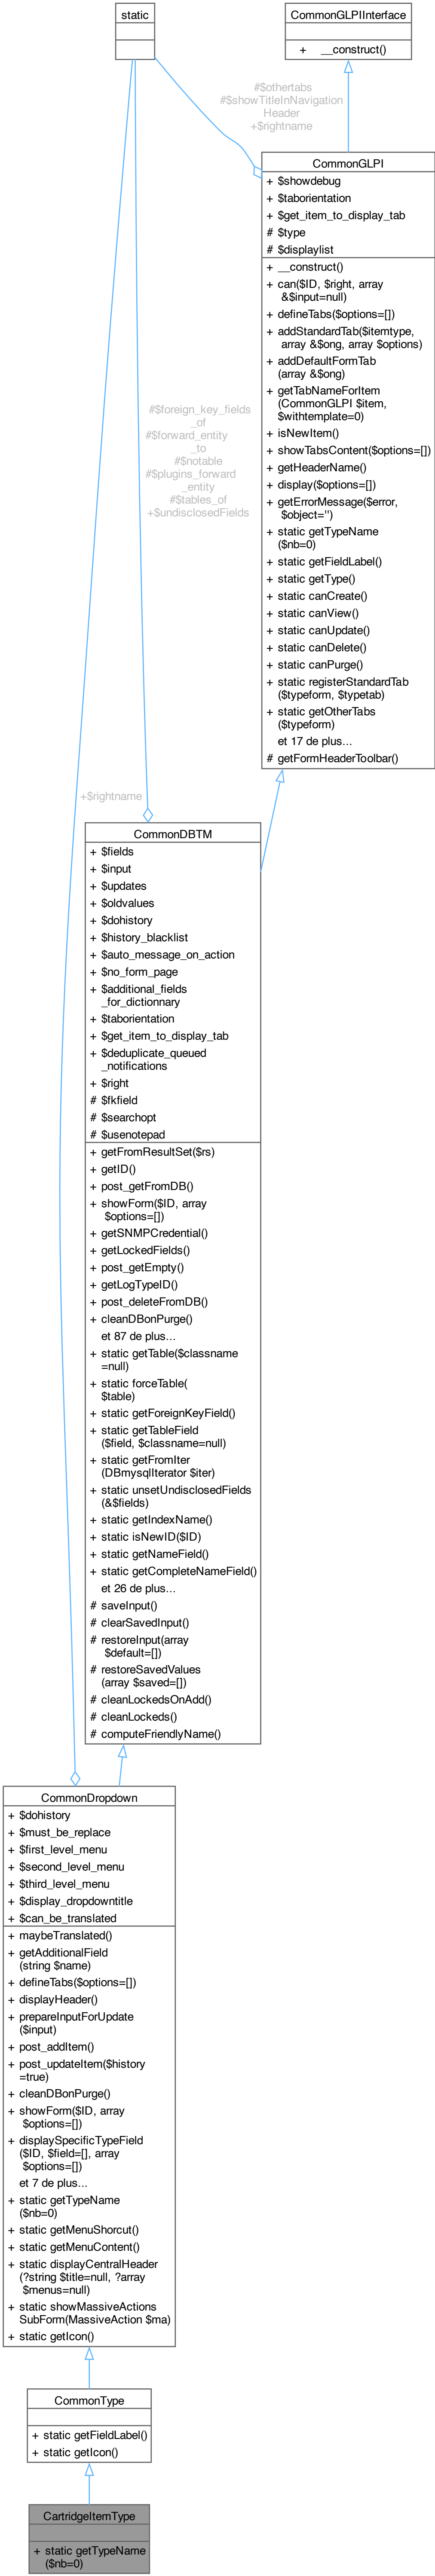 static
CommonGLPIInterface
+ __construct()
#$othertabs
#$showTitleInNavigation
Header
+$rightname
CommonGLPI
+ $showdebug
+ $taborientation
+ $get_item_to_display_tab
# $type
# $displaylist
+ __construct()
+ can($ID, $right, array
&$input=null)
+ defineTabs($options=[])
+ addStandardTab($itemtype,
array &$ong, array $options)
+ addDefaultFormTab
(array &$ong)
+ getTabNameForItem
(CommonGLPI $item,
$withtemplate=0)
+ isNewItem()
+ showTabsContent($options=[])
+ getHeaderName()
+ display($options=[])
+ getErrorMessage($error,
$object='')
+ static getTypeName
($nb=0)
+ static getFieldLabel()
+ static getType()
+ static canCreate()
+ static canView()
+ static canUpdate()
+ static canDelete()
+ static canPurge()
+ static registerStandardTab
($typeform, $typetab)
+ static getOtherTabs
($typeform)
et 17 de plus...
# getFormHeaderToolbar()
#$foreign_key_fields
_of
#$forward_entity
_to
#$notable
#$plugins_forward
_entity
#$tables_of
+$undisclosedFields
+$rightname
CommonDBTM
+ $fields
+ $input
+ $updates
+ $oldvalues
+ $dohistory
+ $history_blacklist
+ $auto_message_on_action
+ $no_form_page
+ $additional_fields
_for_dictionnary
+ $taborientation
+ $get_item_to_display_tab
+ $deduplicate_queued
_notifications
+ $right
# $fkfield
# $searchopt
# $usenotepad
+ getFromResultSet($rs)
+ getID()
+ post_getFromDB()
+ showForm($ID, array
$options=[])
+ getSNMPCredential()
+ getLockedFields()
+ post_getEmpty()
+ getLogTypeID()
+ post_deleteFromDB()
+ cleanDBonPurge()
et 87 de plus...
+ static getTable($classname
=null)
+ static forceTable(
$table)
+ static getForeignKeyField()
+ static getTableField
($field, $classname=null)
+ static getFromIter
(DBmysqlIterator $iter)
+ static unsetUndisclosedFields
(&$fields)
+ static getIndexName()
+ static isNewID($ID)
+ static getNameField()
+ static getCompleteNameField()
et 26 de plus...
# saveInput()
# clearSavedInput()
# restoreInput(array
$default=[])
# restoreSavedValues
(array $saved=[])
# cleanLockedsOnAdd()
# cleanLockeds()
# computeFriendlyName()
CommonDropdown
+ $dohistory
+ $must_be_replace
+ $first_level_menu
+ $second_level_menu
+ $third_level_menu
+ $display_dropdowntitle
+ $can_be_translated
+ maybeTranslated()
+ getAdditionalField
(string $name)
+ defineTabs($options=[])
+ displayHeader()
+ prepareInputForUpdate
($input)
+ post_addItem()
+ post_updateItem($history
=true)
+ cleanDBonPurge()
+ showForm($ID, array
$options=[])
+ displaySpecificTypeField
($ID, $field=[], array
$options=[])
et 7 de plus...
+ static getTypeName
($nb=0)
+ static getMenuShorcut()
+ static getMenuContent()
+ static displayCentralHeader
(?string $title=null, ?array
$menus=null)
+ static showMassiveActions
SubForm(MassiveAction $ma)
+ static getIcon()
CommonType
+ static getFieldLabel()
+ static getIcon()
CartridgeItemType
+ static getTypeName
($nb=0)